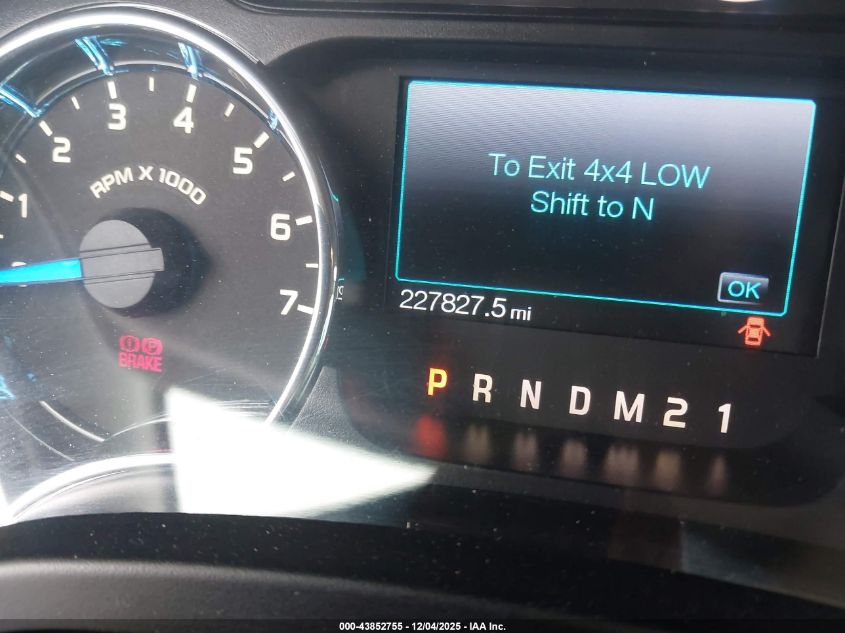 1 2 3 4 5 6 7
RPM X 1000
BRAKE
To Exit 4x4 LOW
Shift to N
OK
227827.5 mi
P R N D M 2 1
000-43852755 - 12/04/2025 - IAA Inc.